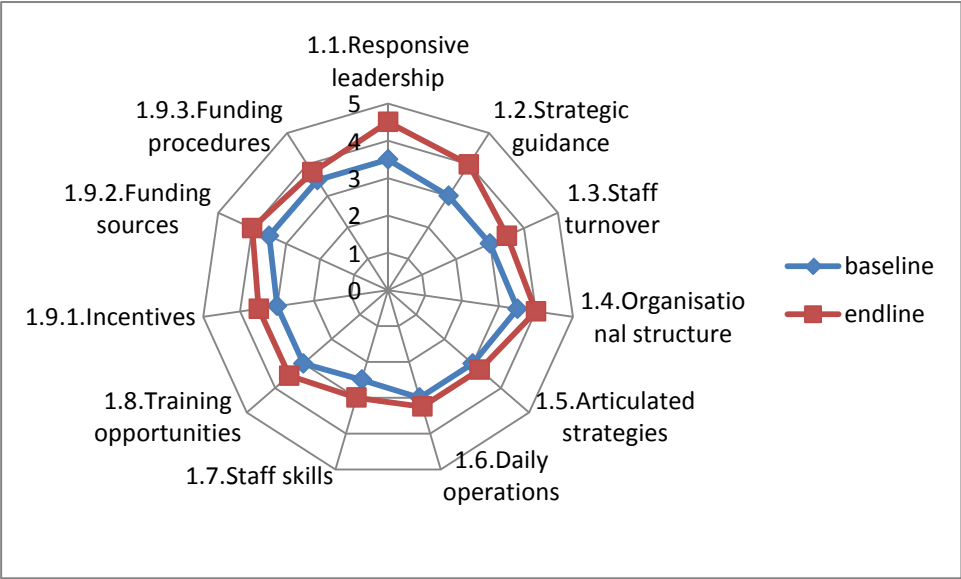 1.1.Responsive
leadership
1.2.Strategic
guidance
1.3.Staff
turnover
1.4.Organisatio
nal structure
1.5.Articulated
strategies
1.6.Daily
operations
1.7.Staff skills
1.8.Training
opportunities
1.9.1.Incentives
1.9.2.Funding
sources
1.9.3.Funding
procedures
5
4
3
2
1
0
baseline
endline